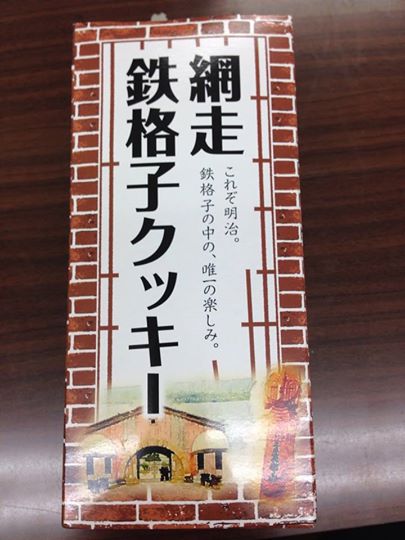 網走
鉄格子クッキー
これぞ明治。
鉄格子の中の、唯一の楽しみ。